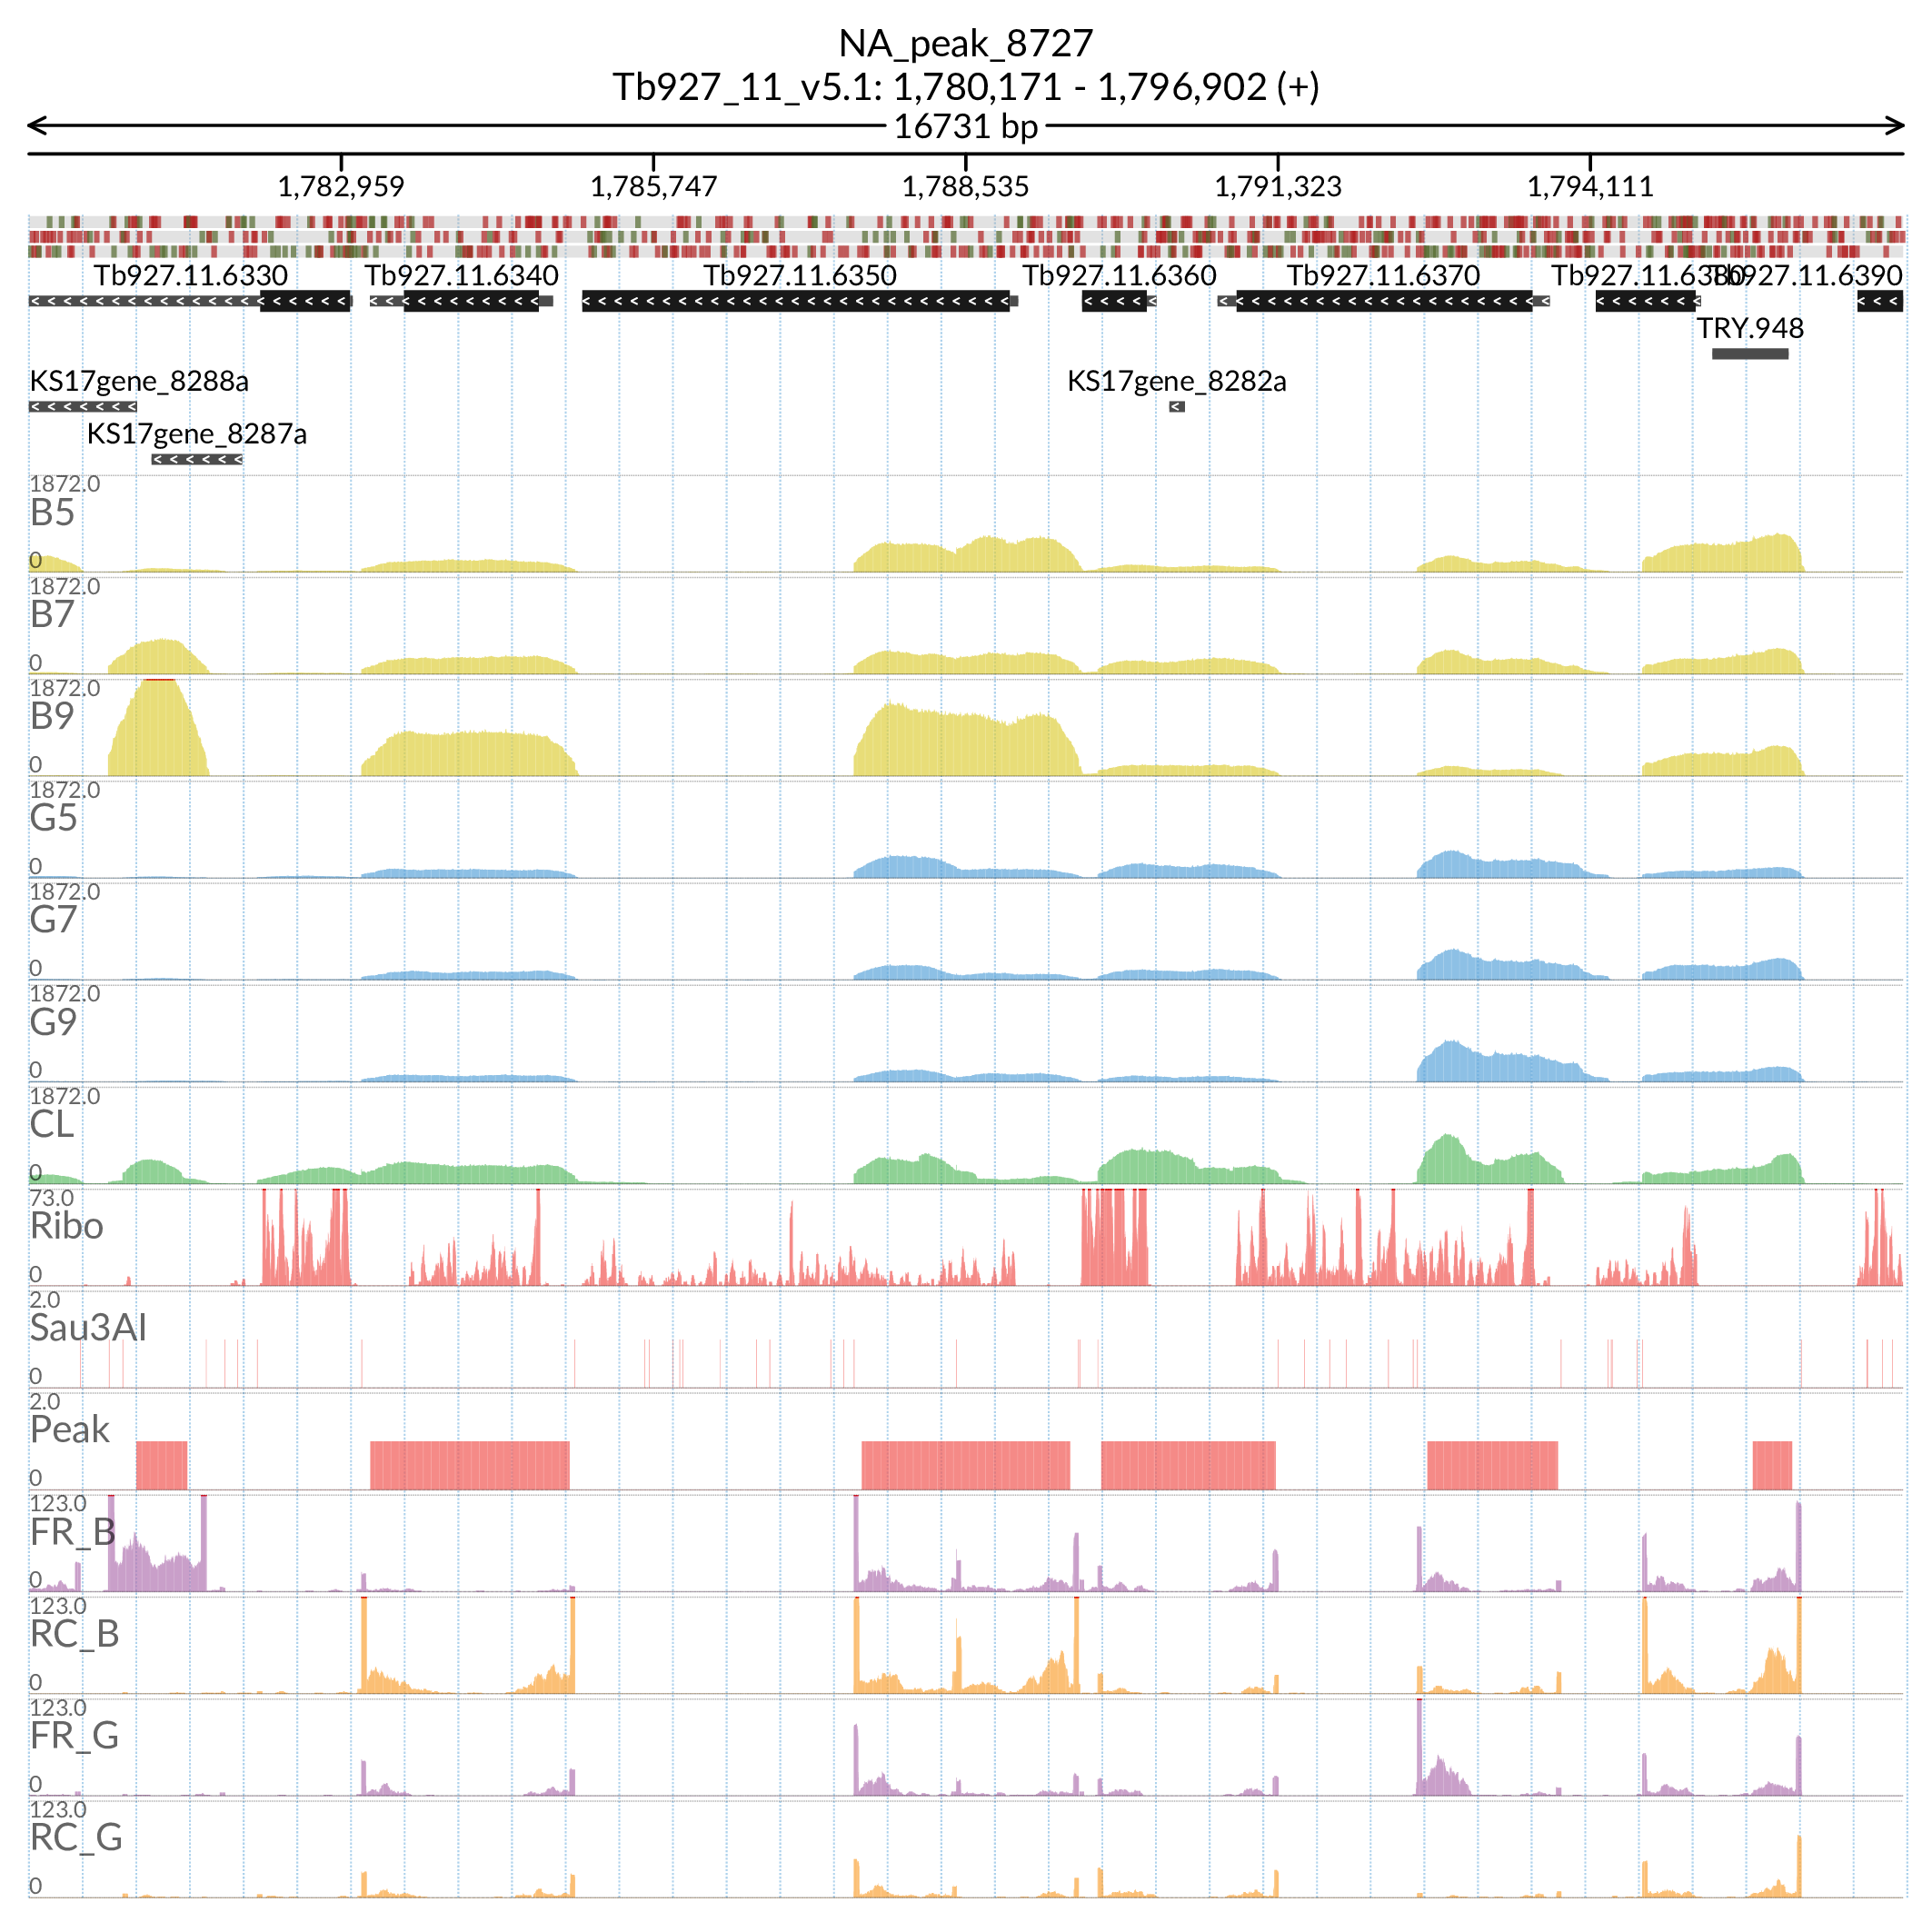 NA_peak_8727
Tb927_11_v5.1: 1,780,171 - 1,796,902 (+)
16731 bp
1,782,959 1,785,747 1,788,535 1,791,323 1,794,111
Tb927.11.6330 Tb927.11.6340 Tb927.11.6350 Tb927.11.6360 Tb927.11.6370 Tb927.11.6380 Tb927.11.6390
TRY.948
KS17gene_8288a KS17gene_8282a
KS17gene_8287a
1872.0
B5
0
1872.0
B7
0
1872.0
B9
0
1872.0
G5
0
1872.0
G7
0
1872.0
G9
0
1872.0
CL
0
73.0
Ribo
0
2.0
Sau3AI
0
2.0
Peak
0
123.0
FR_B
0
123.0
RC_B
0
123.0
FR_G
0
123.0
RC_G
0